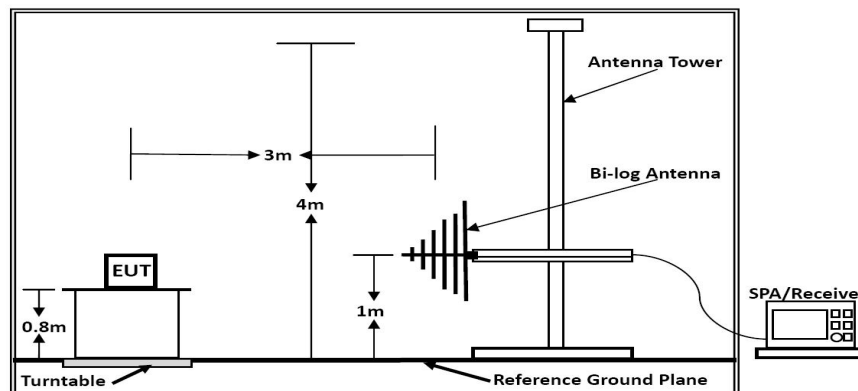 Antenna Tower
3m
Bi-log Antenna
4m
EUT
1m
0.8m
SPA/Receive
Turntable
Reference Ground Plane